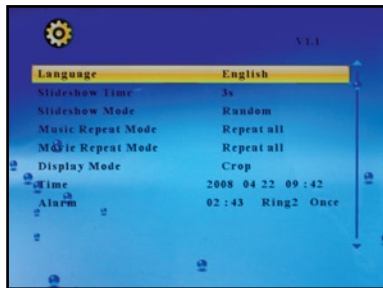 V1.1
Language English
Slideshow Time 3s
Slideshow Mode Random
Music Repeat Mode Repeat all
Movie Repeat Mode Repeat all
Display Mode Crop
Time 2008 04 22 09 : 42
Alarm 02 : 43 Ring2 Once